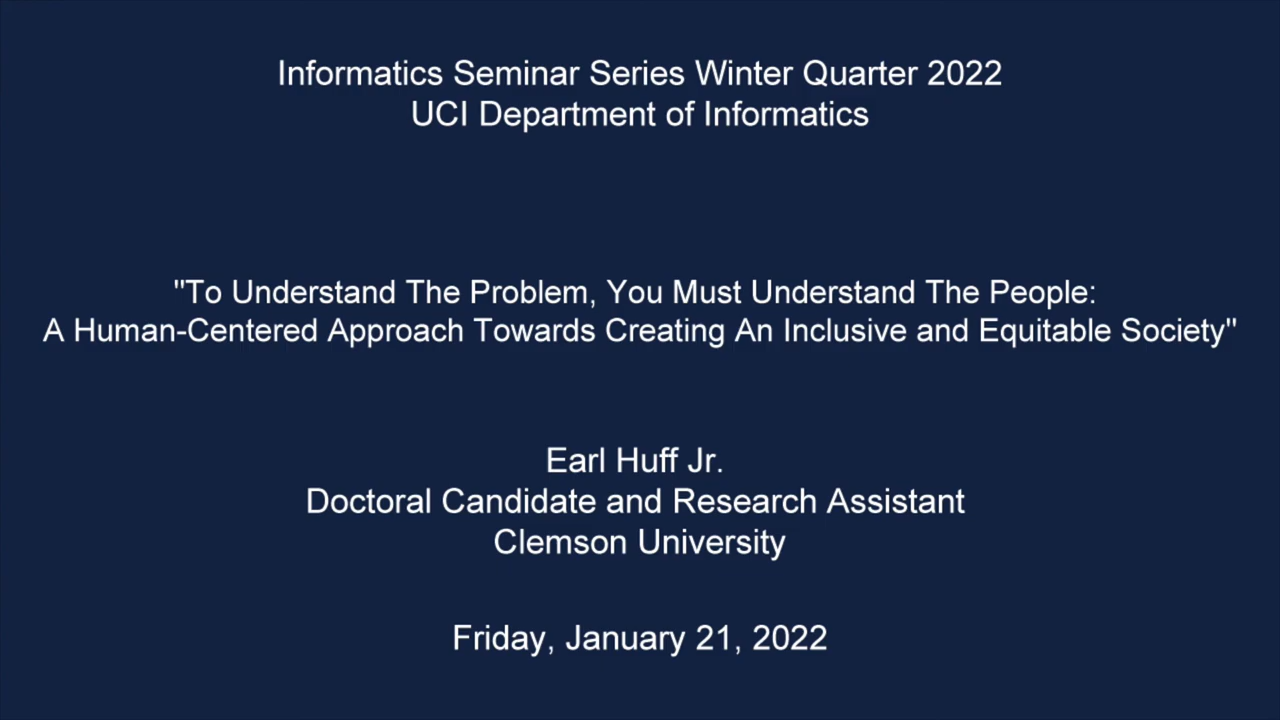 Informatics Seminar Series Winter Quarter 2022
UCI Department of Informatics
"To Understand The Problem, You Must Understand The People:
A Human-Centered Approach Towards Creating An Inclusive and Equitable Society"
Earl Huff Jr.
Doctoral Candidate and Research Assistant
Clemson University
Friday, January 21, 2022